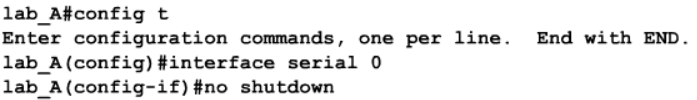 lab_A#config t
Enter configuration commands, one per line.  End with END.
lab_A(config)#interface serial 0
lab_A(config-if)#no shutdown